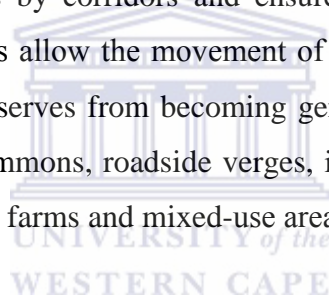 s by corridors and ensure
s allow the movement of
serves from becoming gen
mmons, roadside verges, i
farms and mixed-use area
UNIVERSITY of the
WESTERN CAPE